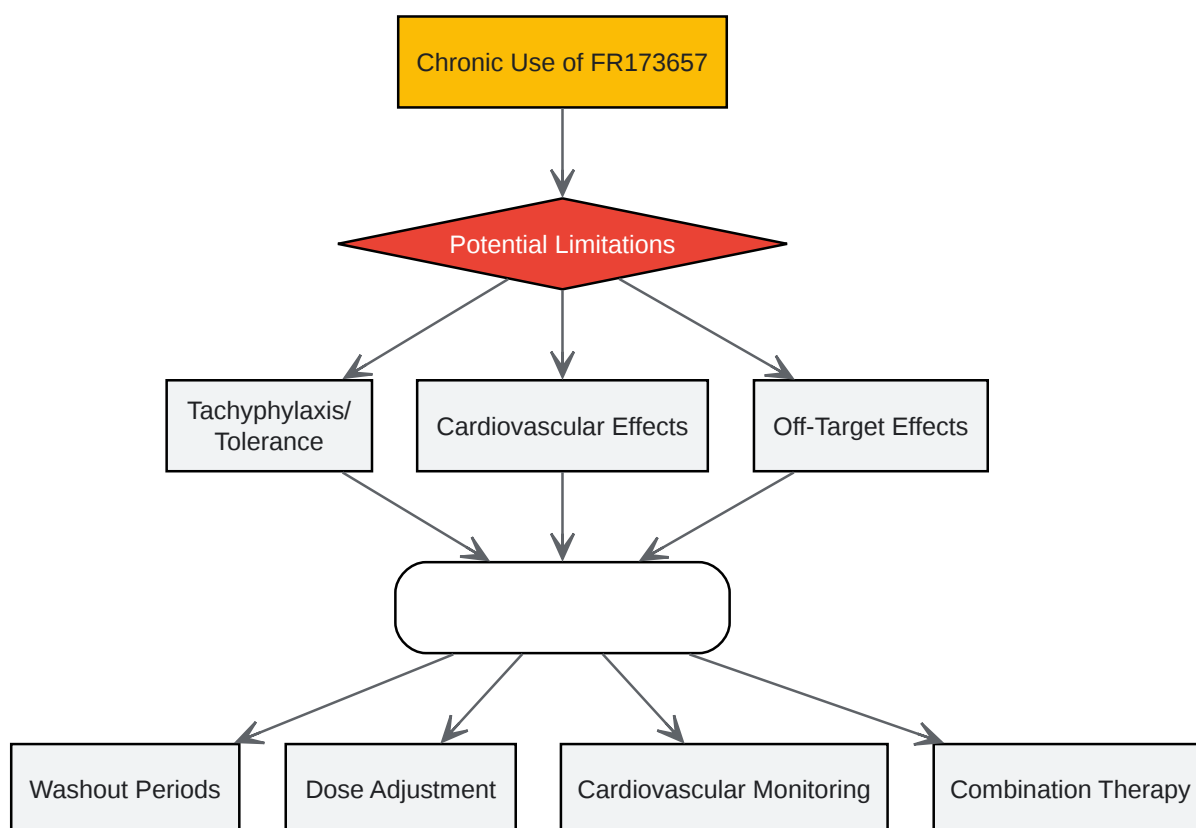 Chronic Use of FR173657
Potential Limitations
Tachyphylaxis/
Tolerance
Cardiovascular Effects
Off-Target Effects
Washout Periods
Dose Adjustment
Cardiovascular Monitoring
Combination Therapy